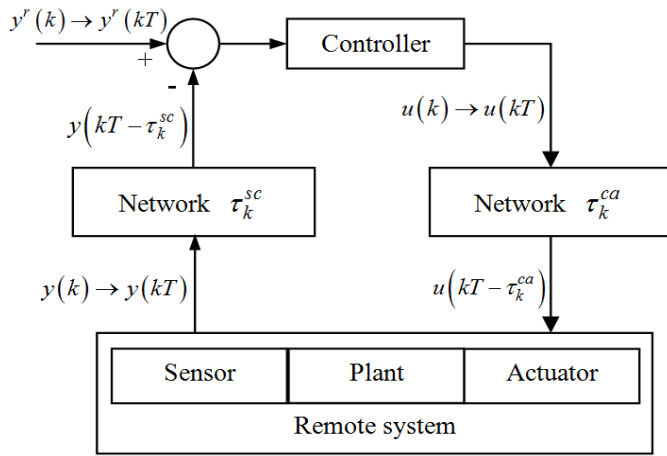 y^r(k) → y^r(kT)
+
-
Controller
y(kT − τ_k^{sc})
u(k) → u(kT)
Network τ_k^{sc}
Network τ_k^{ca}
y(k) → y(kT)
u(kT − τ_k^{ca})
Sensor Plant Actuator
Remote system